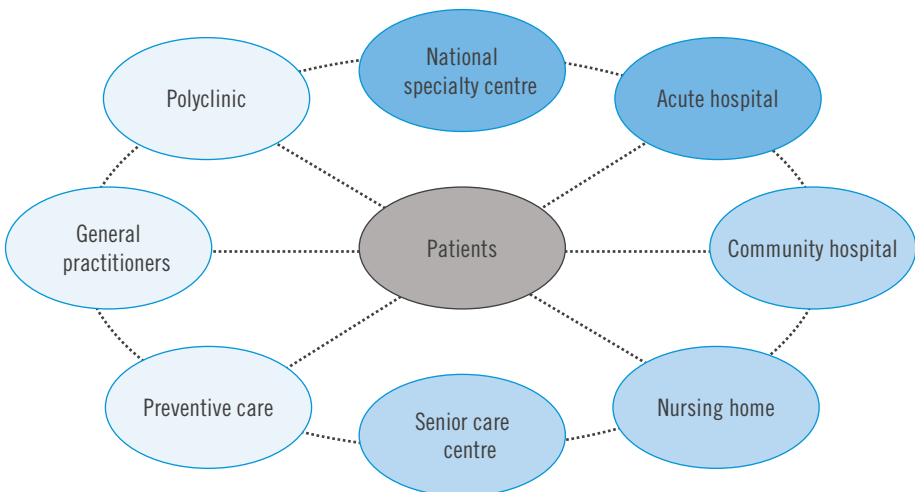 National
specialty centre
Polyclinic
Acute hospital
General
practitioners
Patients
Community hospital
Preventive care
Senior care
centre
Nursing home